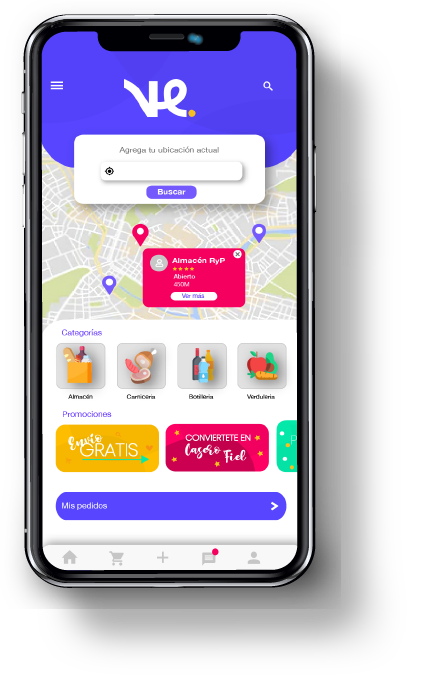 Ve.
Agrega tu ubicación actual
Buscar
Almacén RyP
Abierto
450M
Ver más
Categorías
Almacén
Carnicería
Botillería
Verdulería
Promociones
Envío
GRATIS
CONVIERTETE EN
Casero Fiel
Mis pedidos